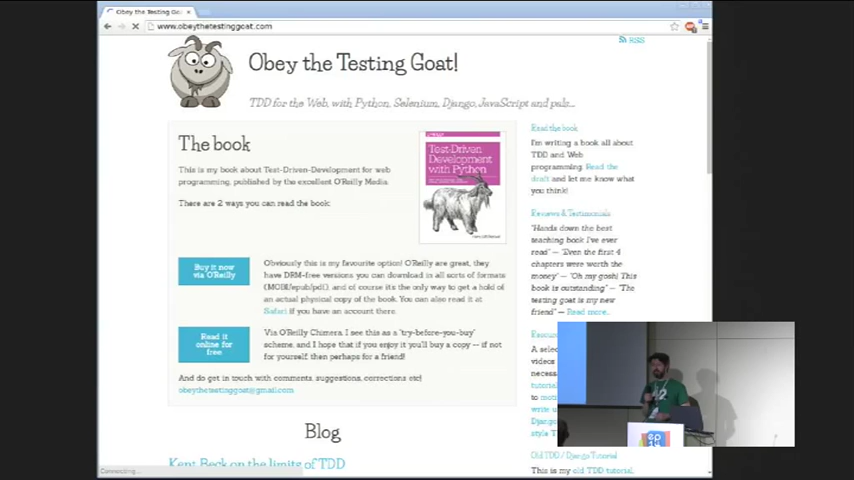 Obey the Testing Goa
www.obeythetestinggoat.com
RSS
Obey the Testing Goat!
TDD for the Web, with Python, Selenium, Django, JavaScript and pals...
The book
This is my book about Test-Driven-Development for web
programming, published by the excellent O'Reilly Media.
There are 2 ways you can read the book:
Test-Driven
Development
with Python
Buy it now
via O'Reilly
Obviously this is my favourite option! O'Reilly are great, they
have DRM-free versions you can download in all sorts of formats
(MOBI/epub/pdf), and of course its the only way to get a hold of
an actual physical copy of the book. You can also read it at
Safari if you have an account there.
Read it
online for
free
Via O'Reilly Chimera. I see this as a "try-before-you-buy"
scheme, and I hope that if you enjoy it you'll buy a copy -- if not
for yourself, then perhaps for a friend!
And do get in touch with comments, suggestions, corrections etc!
obeythetestinggoat@gmail.com
Blog
Kent Beck on the limits of TDD
Read the book
I'm writing a book all about
TDD and Web
programming. Read the
draft and let me know what
you think!
Reviews & Testimonials
"Hands down the best
teaching book I've ever
read" -- "Even the first 4
chapters were worth the
money" -- "Oh my gosh! This
book is outstanding" -- "The
testing goat is my new
friend" -- Read more...
A selec
videos
necess
tutorial
to moti
write u
Django
style T
Old TDD / Django Tutorial
This is my old TDD tutorial,
Connecting...